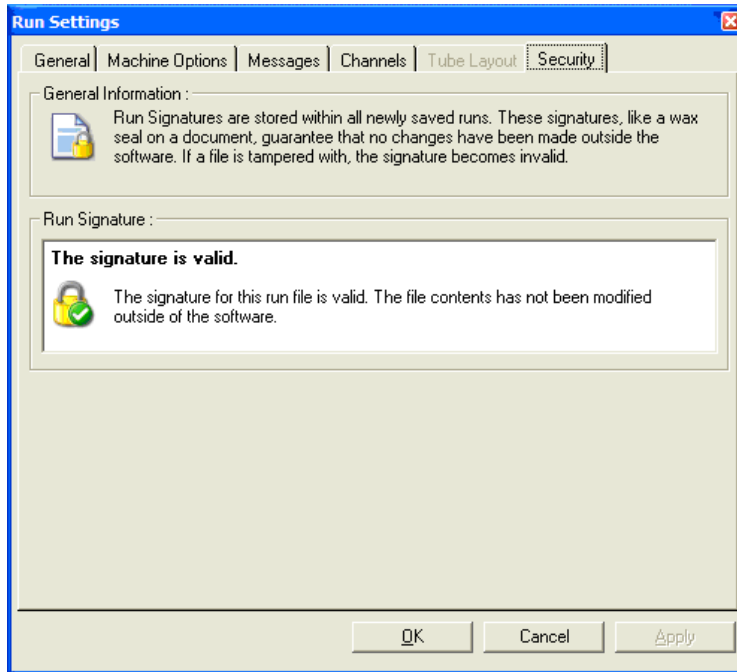 Run Settings
General Machine Options Messages Channels Tube Layout Security
General Information :
Run Signatures are stored within all newly saved runs. These signatures, like a wax
seal on a document, guarantee that no changes have been made outside the
software. If a file is tampered with, the signature becomes invalid.
Run Signature :
The signature is valid.
The signature for this run file is valid. The file contents has not been modified
outside of the software.
OK Cancel Apply